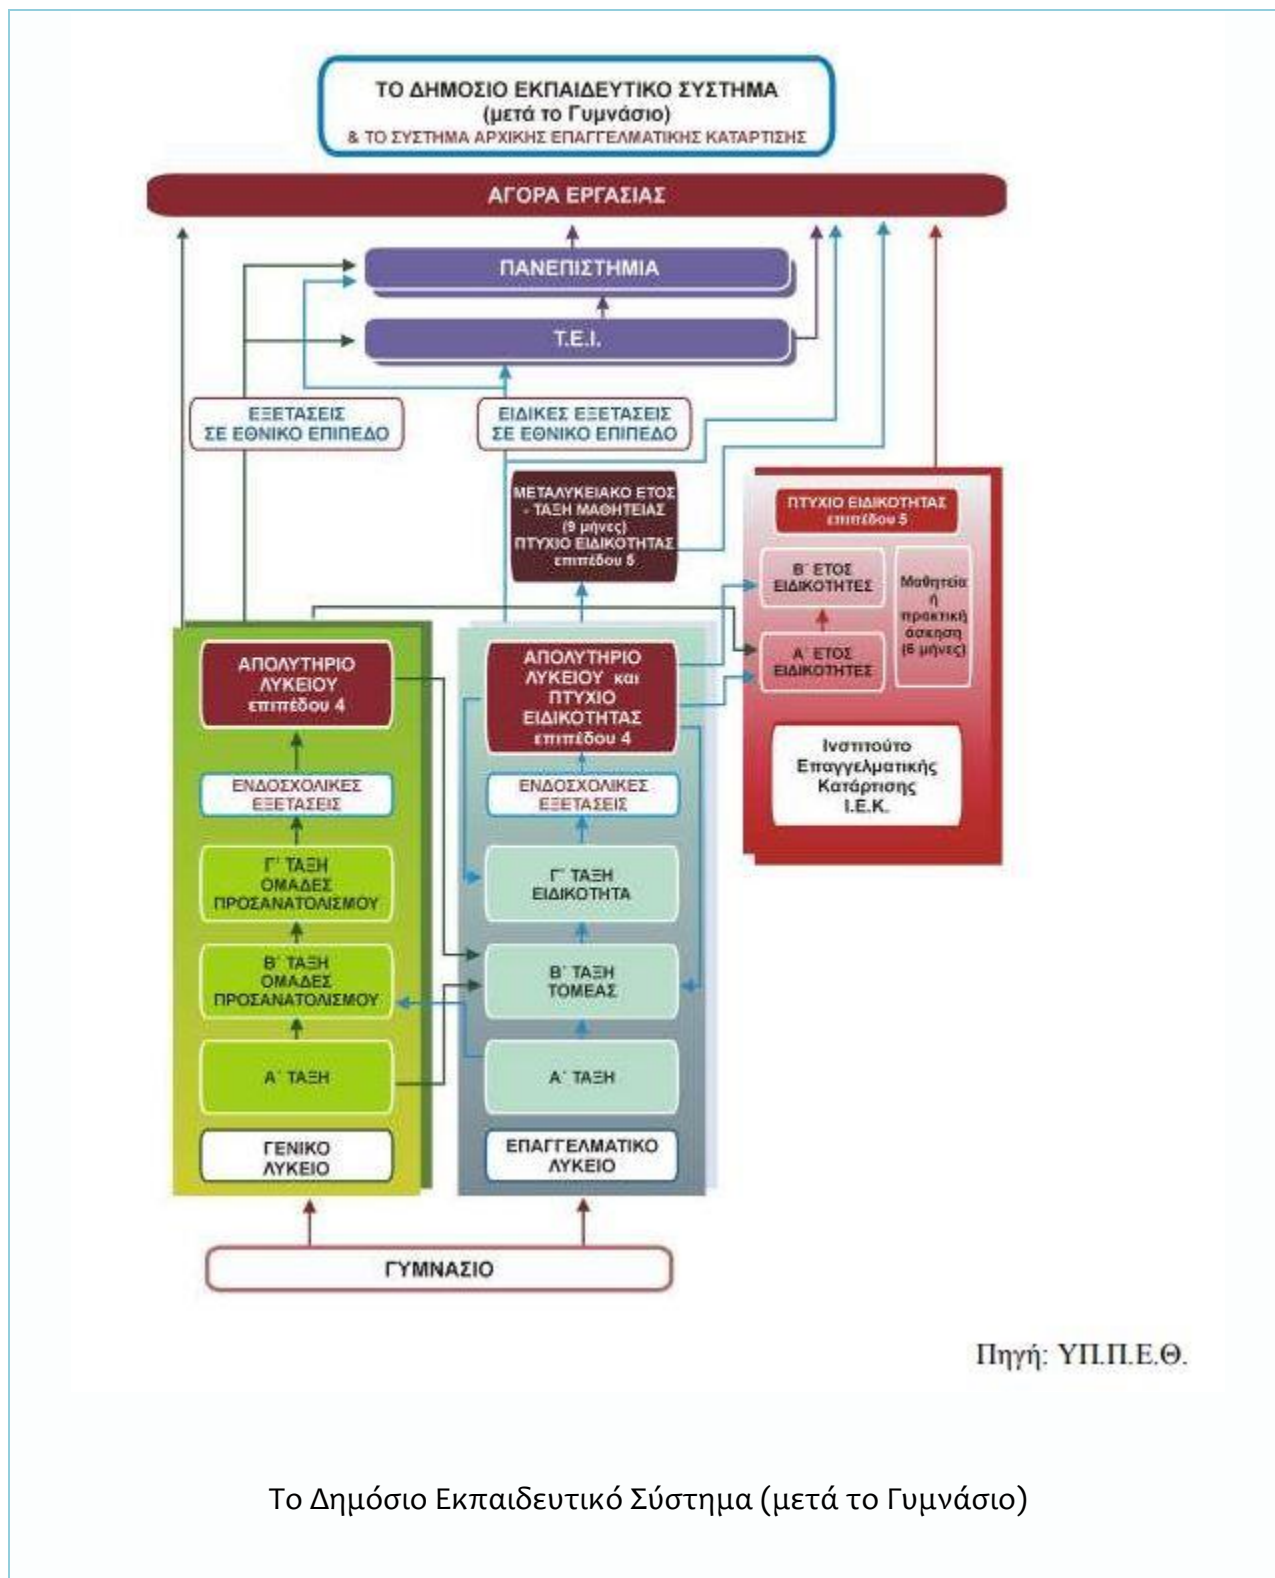 ΤΟ ΔΗΜΟΣΙΟ ΕΚΠΑΙΔΕΥΤΙΚΟ ΣΥΣΤΗΜΑ
(μετά το Γυμνάσιο)
& ΤΟ ΣΥΣΤΗΜΑ ΑΡΧΙΚΗΣ ΕΠΑΓΓΕΛΜΑΤΙΚΗΣ ΚΑΤΑΡΤΙΣΗΣ
ΑΓΟΡΑ ΕΡΓΑΣΙΑΣ
ΠΑΝΕΠΙΣΤΗΜΙΑ
Τ.Ε.Ι.
ΕΞΕΤΑΣΕΙΣ
ΣΕ ΕΘΝΙΚΟ ΕΠΙΠΕΔΟ
ΕΙΔΙΚΕΣ ΕΞΕΤΑΣΕΙΣ
ΣΕ ΕΘΝΙΚΟ ΕΠΙΠΕΔΟ
ΜΕΤΑΛΥΚΕΙΑΚΟ ΕΤΟΣ
- ΤΑΞΗ ΜΑΘΗΤΕΙΑΣ
(9 μήνες)
ΠΤΥΧΙΟ ΕΙΔΙΚΟΤΗΤΑΣ
επιπέδου 5
ΠΤΥΧΙΟ ΕΙΔΙΚΟΤΗΤΑΣ
επιπέδου 5
Β΄ ΕΤΟΣ
ΕΙΔΙΚΟΤΗΤΕΣ
Α΄ ΕΤΟΣ
ΕΙΔΙΚΟΤΗΤΕΣ
Μαθητεία
ή
πρακτική
άσκηση
(6 μήνες)
Ινστιτούτο
Επαγγελματικής
Κατάρτισης
Ι.Ε.Κ.
ΑΠΟΛΥΤΗΡΙΟ
ΛΥΚΕΙΟΥ
επιπέδου 4
ΕΝΔΟΣΧΟΛΙΚΕΣ
ΕΞΕΤΑΣΕΙΣ
Γ΄ ΤΑΞΗ
ΟΜΑΔΕΣ
ΠΡΟΣΑΝΑΤΟΛΙΣΜΟΥ
Β΄ ΤΑΞΗ
ΟΜΑΔΕΣ
ΠΡΟΣΑΝΑΤΟΛΙΣΜΟΥ
Α΄ ΤΑΞΗ
ΓΕΝΙΚΟ
ΛΥΚΕΙΟ
ΑΠΟΛΥΤΗΡΙΟ
ΛΥΚΕΙΟΥ και
ΠΤΥΧΙΟ
ΕΙΔΙΚΟΤΗΤΑΣ
επιπέδου 4
ΕΝΔΟΣΧΟΛΙΚΕΣ
ΕΞΕΤΑΣΕΙΣ
Γ΄ ΤΑΞΗ
ΕΙΔΙΚΟΤΗΤΑ
Β΄ ΤΑΞΗ
ΤΟΜΕΑΣ
Α΄ ΤΑΞΗ
ΕΠΑΓΓΕΛΜΑΤΙΚΟ
ΛΥΚΕΙΟ
ΓΥΜΝΑΣΙΟ
Πηγή: ΥΠ.Π.Ε.Θ.
Το Δημόσιο Εκπαιδευτικό Σύστημα (μετά το Γυμνάσιο)